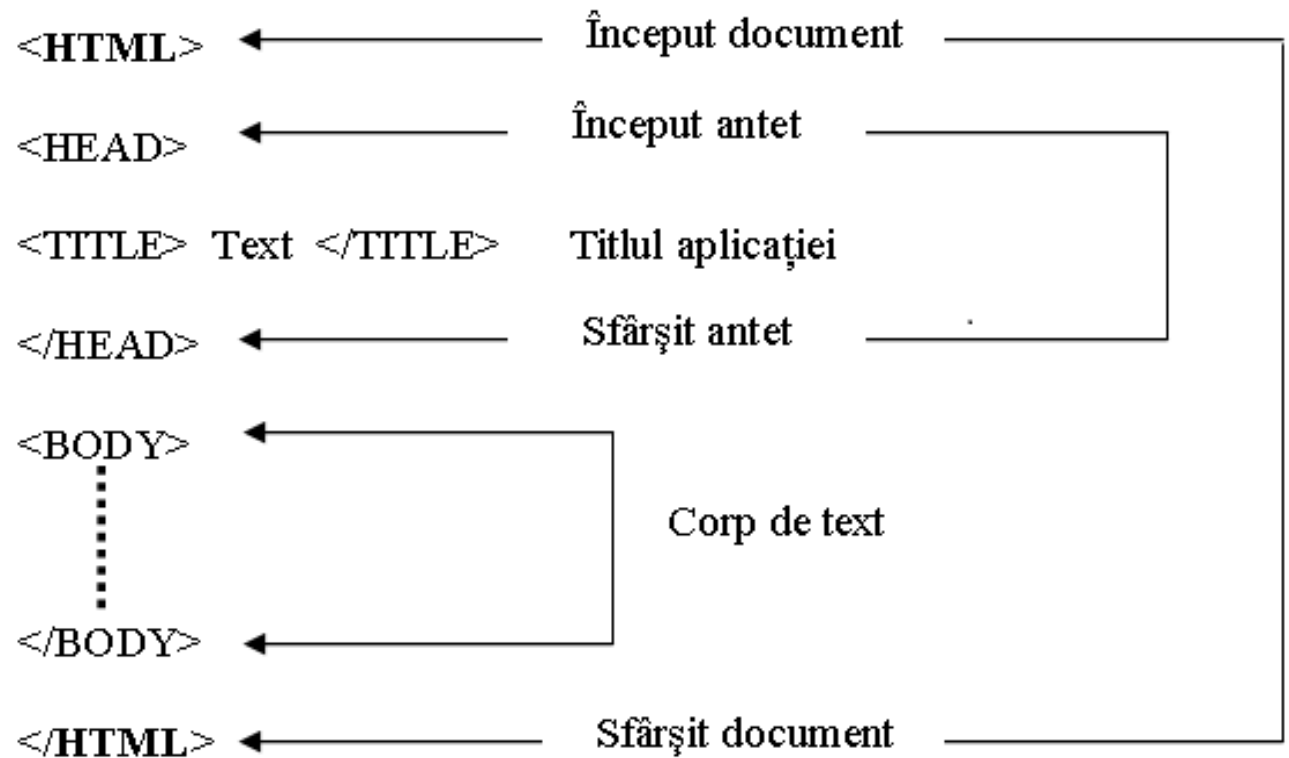 <HTML> Început document
<HEAD> Început antet
<TITLE> Text </TITLE> Titlul aplicației
</HEAD> Sfârşit antet
<BODY>
Corp de text
</BODY>
</HTML> Sfârşit document